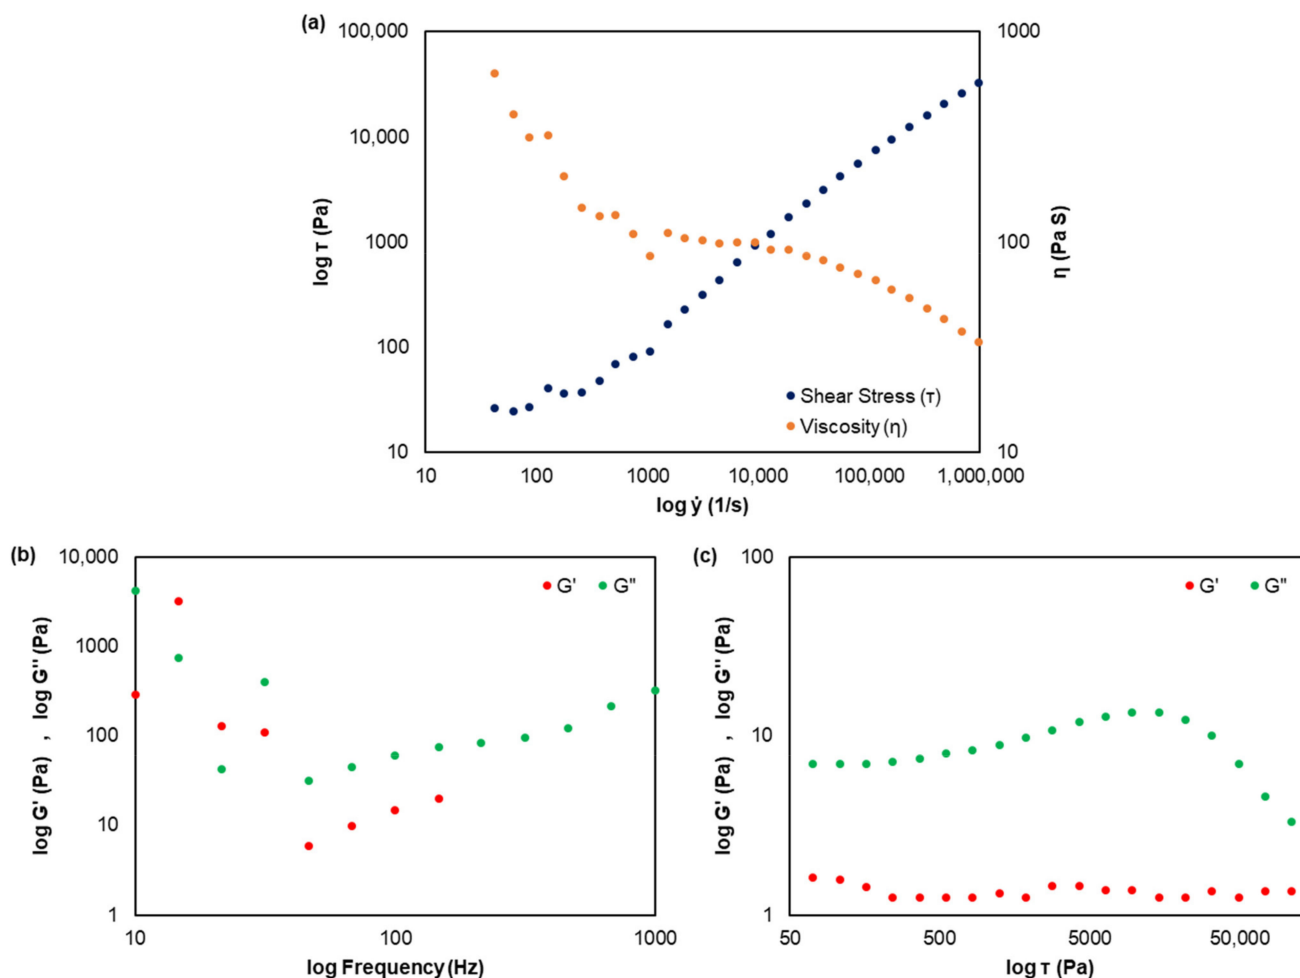 (a)
100,000
10,000
1000
100
10
log τ (Pa)
1000
100
10
η (Pa S)
Shear Stress (τ)
Viscosity (η)
10
100
1000
10,000
100,000
1,000,000
log ẏ (1/s)
(b)
10,000
1000
100
10
1
log G' (Pa) , log G'' (Pa)
G'
G''
10
100
1000
log Frequency (Hz)
(c)
100
10
1
log G' (Pa) , log G'' (Pa)
G'
G''
50
500
5000
50,000
log τ (Pa)